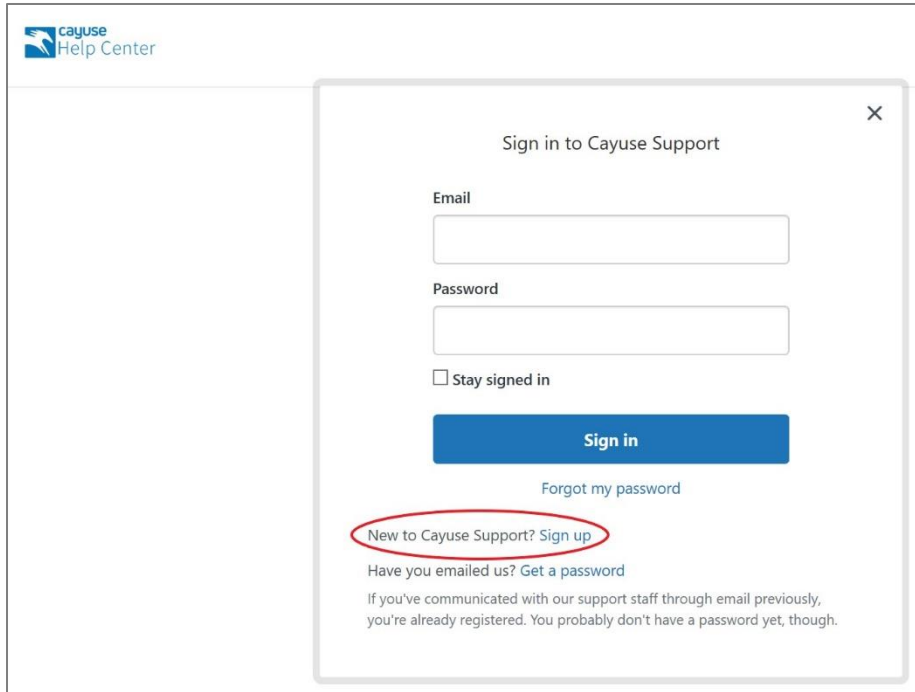 cayuse
Help Center
Sign in to Cayuse Support
Email
Password
Stay signed in
Sign in
Forgot my password
New to Cayuse Support? Sign up
Have you emailed us? Get a password
If you've communicated with our support staff through email previously,
you're already registered. You probably don't have a password yet, though.